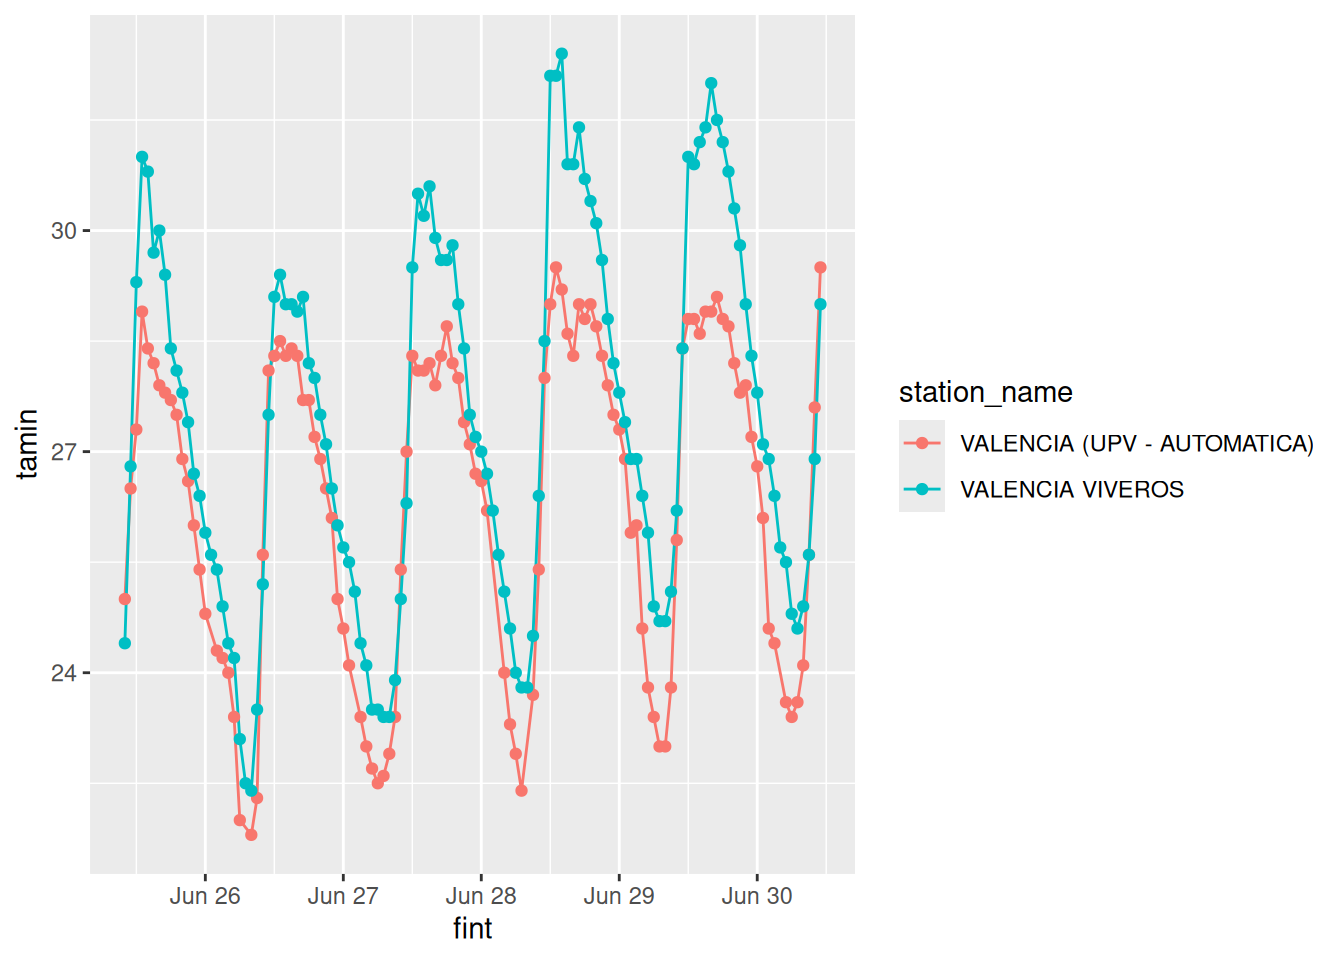 30
27
24
tamin
Jun 26
Jun 27
Jun 28
Jun 29
Jun 30
fint
station_name
VALENCIA (UPV - AUTOMATICA)
VALENCIA VIVEROS